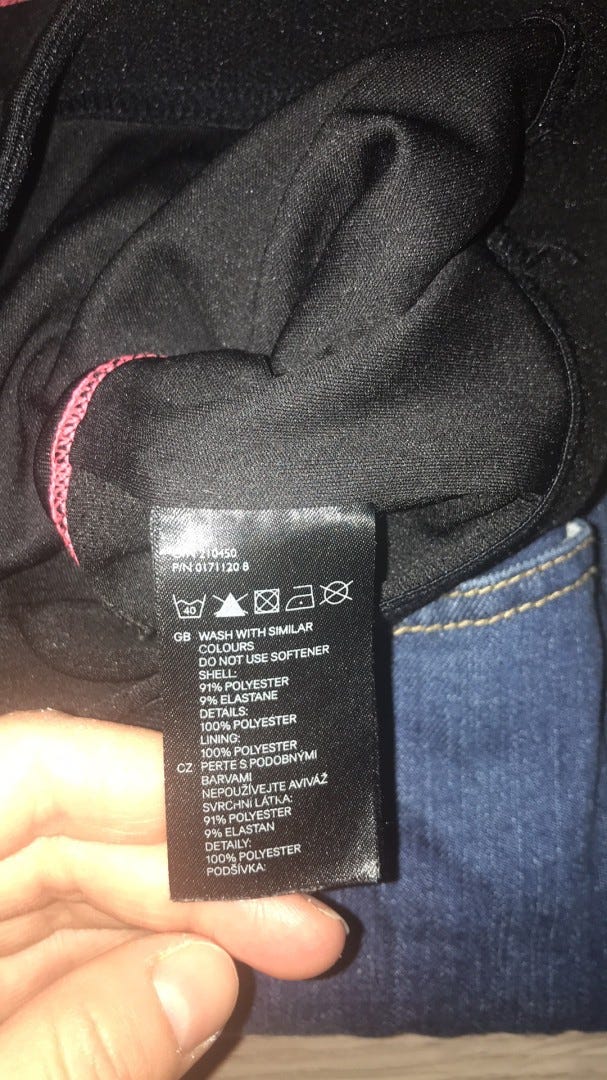 210450
P/N 0171120 8
40
GB WASH WITH SIMILAR
COLOURS
DO NOT USE SOFTENER
SHELL:
91% POLYESTER
9% ELASTANE
DETAILS:
100% POLYESTER
LINING:
100% POLYESTER
CZ PERTE S PODOBNÝMI
BARVAMI
NEPOUŽÍVEJTE AVIVÁŽ
SVRCHNÍ LÁTKA:
91% POLYESTER
9% ELASTAN
DETAILY:
100% POLYESTER
PODŠÍVKA: